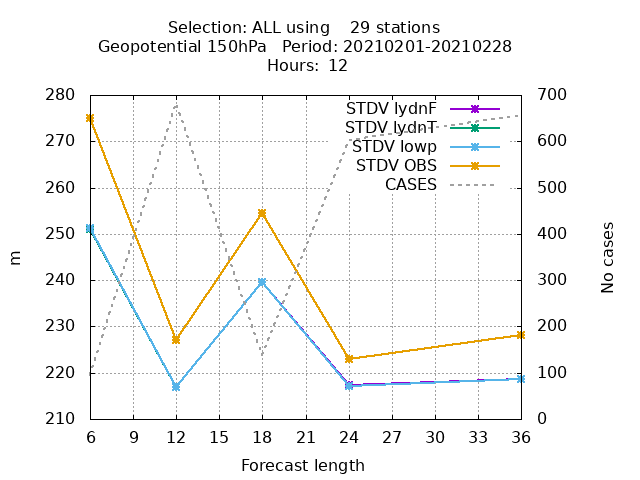 Selection: ALL using 29 stations
Geopotential 150hPa Period: 20210201-20210228
Hours: 12
STDV lydnF
STDV lydnT
STDV lowp
STDV OBS
CASES
280
270
260
250
240
230
220
210
m
700
600
500
400
300
200
100
0
No cases
6 9 12 15 18 21 24 27 30 33 36
Forecast length